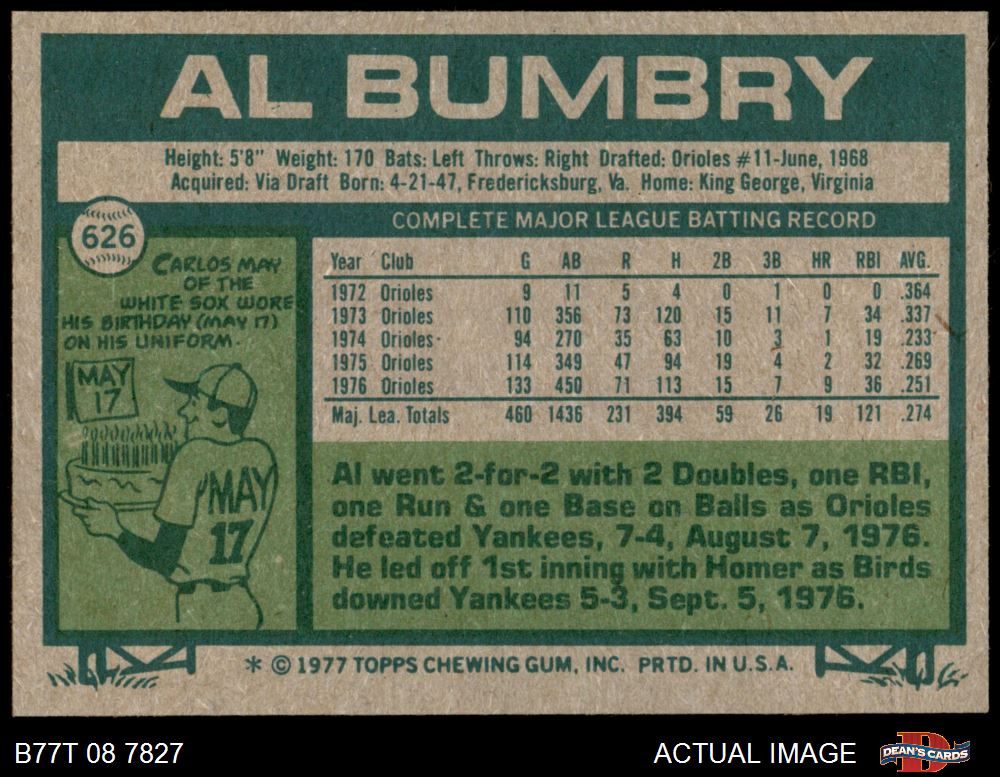 AL BUMBRY
Height: 5'8" Weight: 170 Bats: Left Throws: Right Drafted: Orioles #11-June, 1968
Acquired: Via Draft Born: 4-21-47, Fredericksburg, Va. Home: King George, Virginia
626
CARLOS MAY
OF THE
WHITE SOX WORE
HIS BIRTHDAY (MAY 17)
ON HIS UNIFORM.
MAY
17
MAY
17
COMPLETE MAJOR LEAGUE BATTING RECORD
Year Club G AB R H 2B 3B HR RBI AVG.
1972 Orioles 9 11 5 4 0 1 0 0 .364
1973 Orioles 110 356 73 120 15 11 7 34 .337
1974 Orioles 94 270 35 63 10 3 1 19 .233
1975 Orioles 114 349 47 94 19 4 2 32 .269
1976 Orioles 133 450 71 113 15 7 9 36 .251
Maj. Lea. Totals 460 1436 231 394 59 26 19 121 .274
Al went 2-for-2 with 2 Doubles, one RBI,
one Run & one Base on Balls as Orioles
defeated Yankees, 7-4, August 7, 1976.
He led off 1st inning with Homer as Birds
downed Yankees 5-3, Sept. 5, 1976.
* © 1977 TOPPS CHEWING GUM, INC. PRTD. IN U.S.A.
B77T 08 7827
ACTUAL IMAGE
D
DEAN'S CARDS